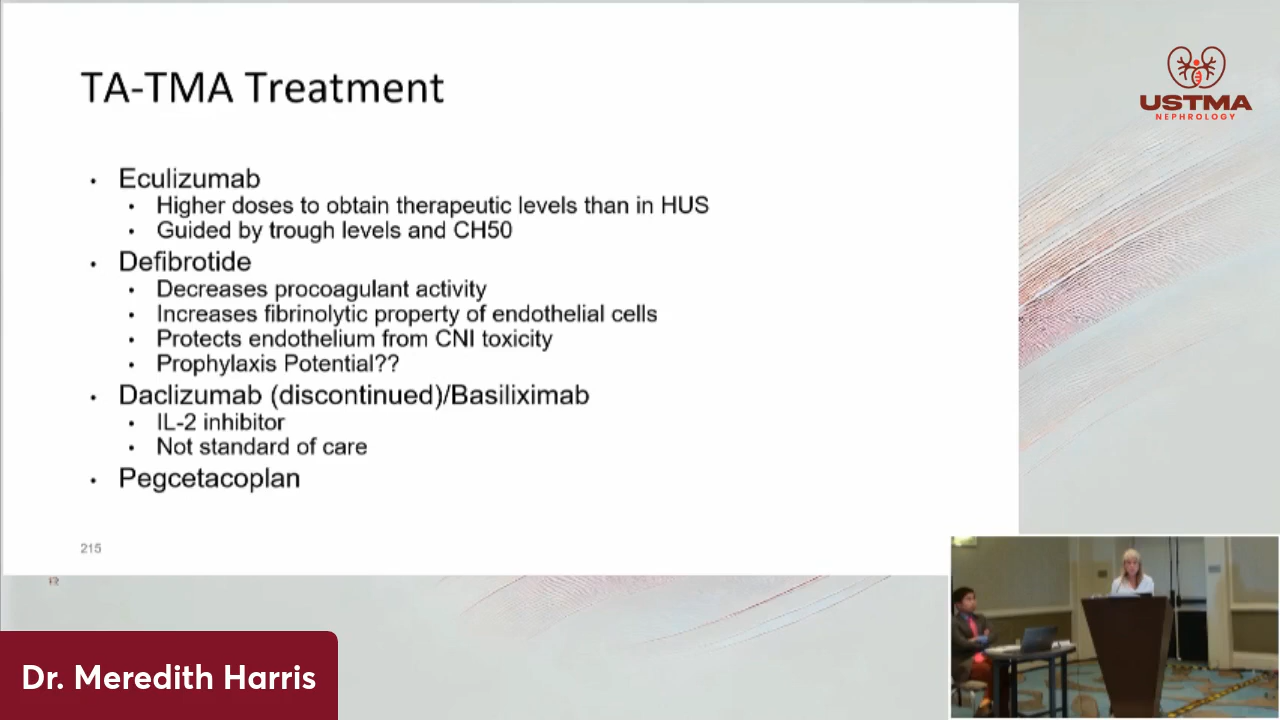 TA-TMA Treatment
USTMA
NEPHROLOGY
• Eculizumab
• Higher doses to obtain therapeutic levels than in HUS
• Guided by trough levels and CH50
• Defibrotide
• Decreases procoagulant activity
• Increases fibrinolytic property of endothelial cells
• Protects endothelium from CNI toxicity
• Prophylaxis Potential??
• Daclizumab (discontinued)/Basiliximab
• IL-2 inhibitor
• Not standard of care
• Pegcetacoplan
215
Dr. Meredith Harris